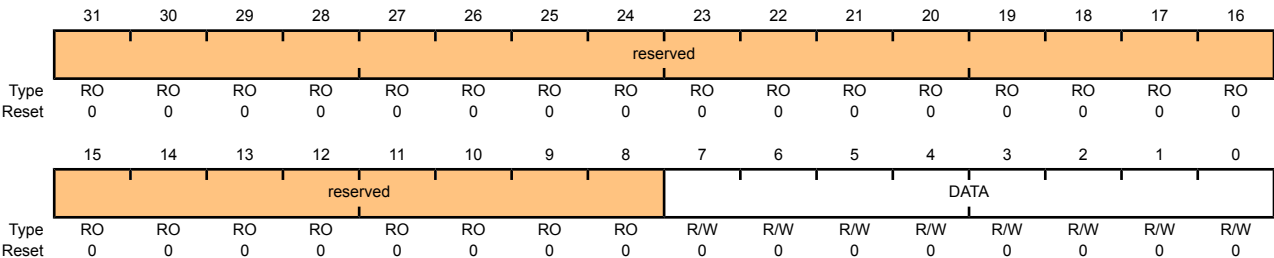 31 30 29 28 27 26 25 24 23 22 21 20 19 18 17 16
reserved
Type RO RO RO RO RO RO RO RO RO RO RO RO RO RO RO RO
Reset 0 0 0 0 0 0 0 0 0 0 0 0 0 0 0 0
15 14 13 12 11 10 9 8 7 6 5 4 3 2 1 0
reserved DATA
Type RO RO RO RO RO RO RO RO R/W R/W R/W R/W R/W R/W R/W R/W
Reset 0 0 0 0 0 0 0 0 0 0 0 0 0 0 0 0